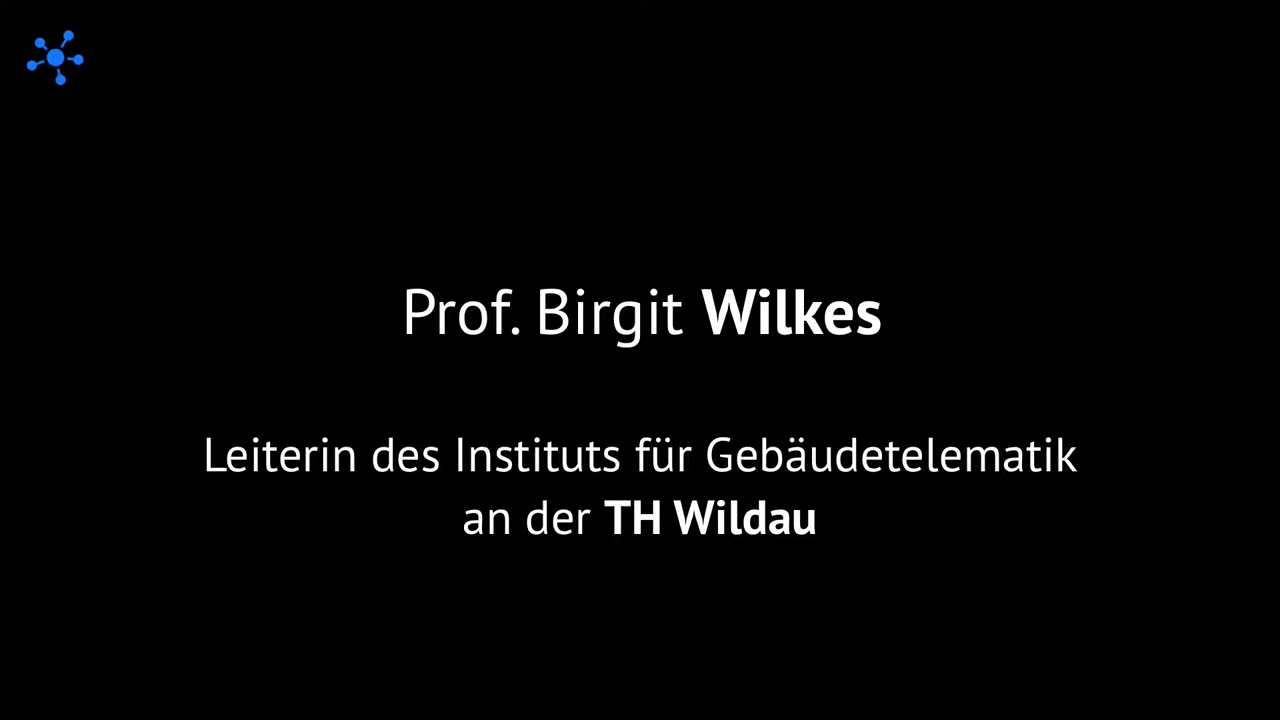 Prof. Birgit Wilkes
Leiterin des Instituts für Gebäudetelematik
an der TH Wildau